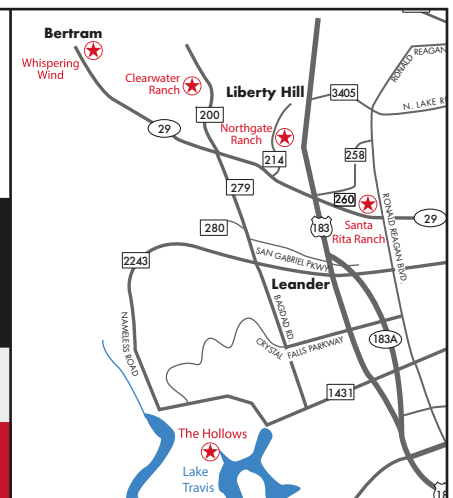 Bertram
Whispering
Wind
Clearwater
Ranch
Liberty Hill
RONALD REAGAN
3405
N. LAKE
200
29
Northgate
Ranch
214
258
279
260
RONALD REAGAN BLVD.
Santa
Rita Ranch
29
183
280
SAN GABRIEL PKWY.
2243
Leander
BAGDAD RD.
NAMELESS ROAD
CRYSTAL FALLS PARKWAY
183A
1431
The Hollows
Lake
Travis